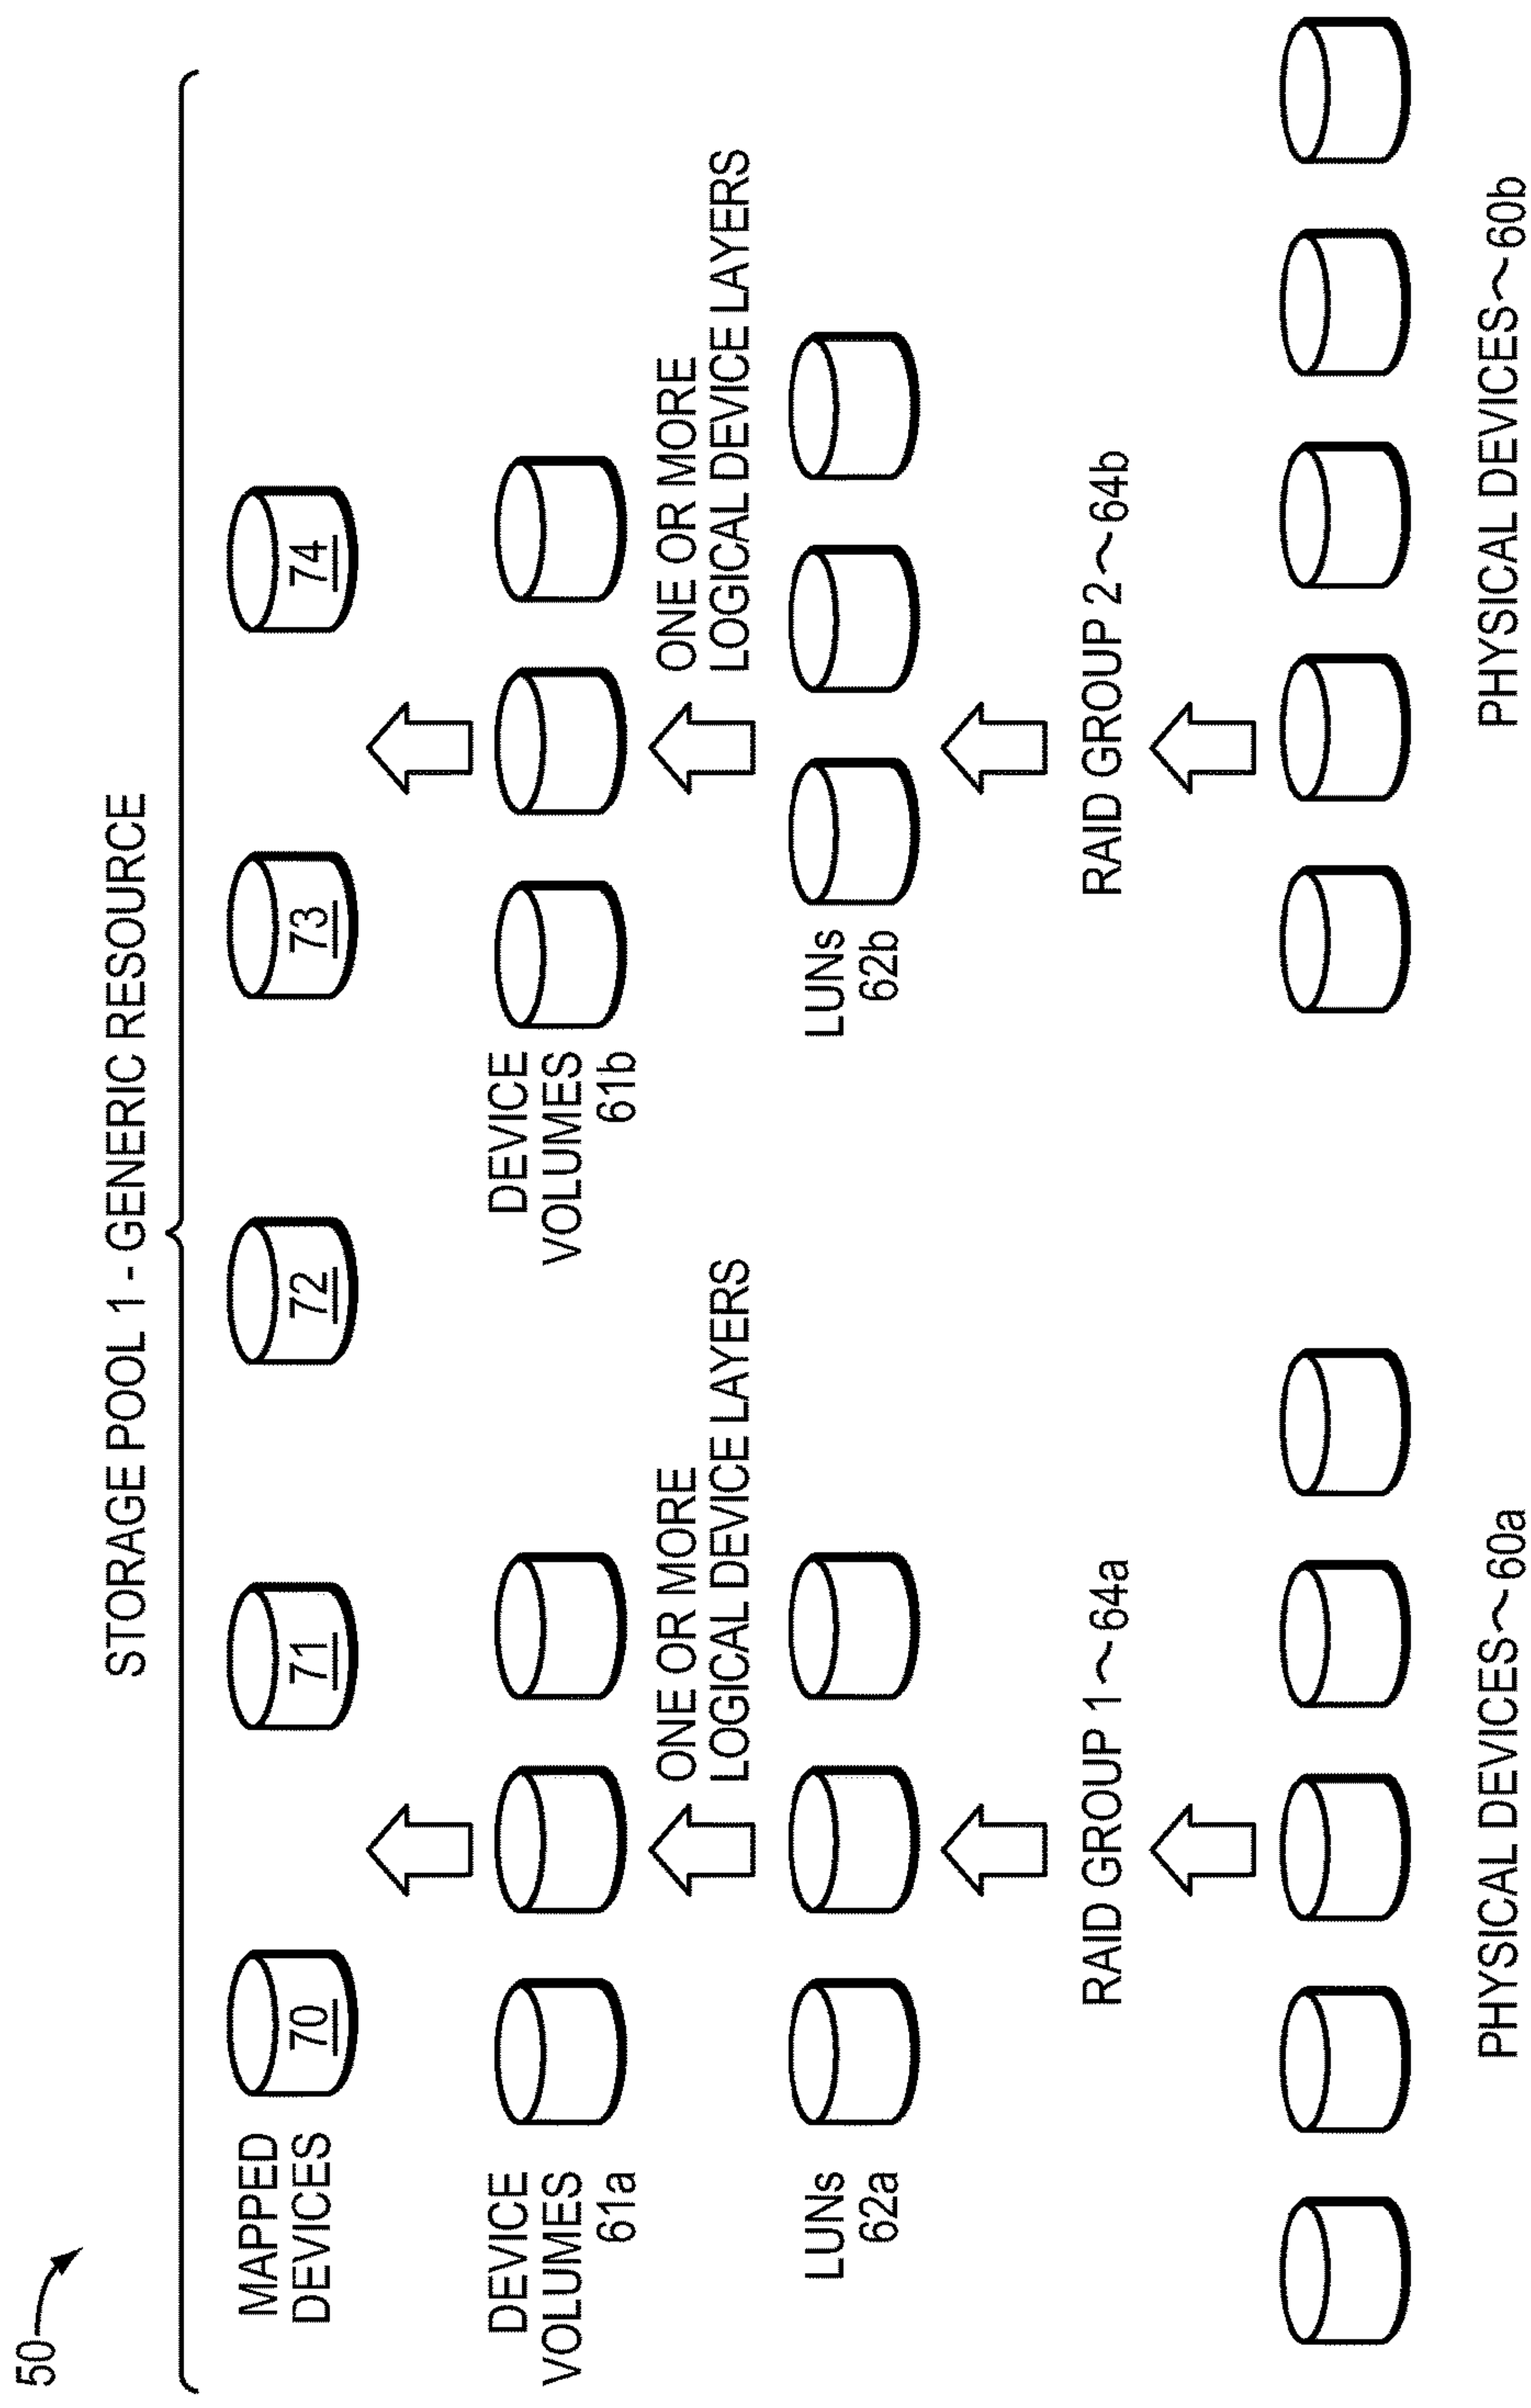 50
STORAGE POOL 1 - GENERIC RESOURCE
MAPPED
DEVICES
70
71
72
73
74
DEVICE
VOLUMES
61a
DEVICE
VOLUMES
61b
ONE OR MORE
LOGICAL DEVICE LAYERS
ONE OR MORE
LOGICAL DEVICE LAYERS
LUNs
62a
LUNs
62b
RAID GROUP 1~64a
RAID GROUP 2~64b
PHYSICAL DEVICES~60a
PHYSICAL DEVICES~60b